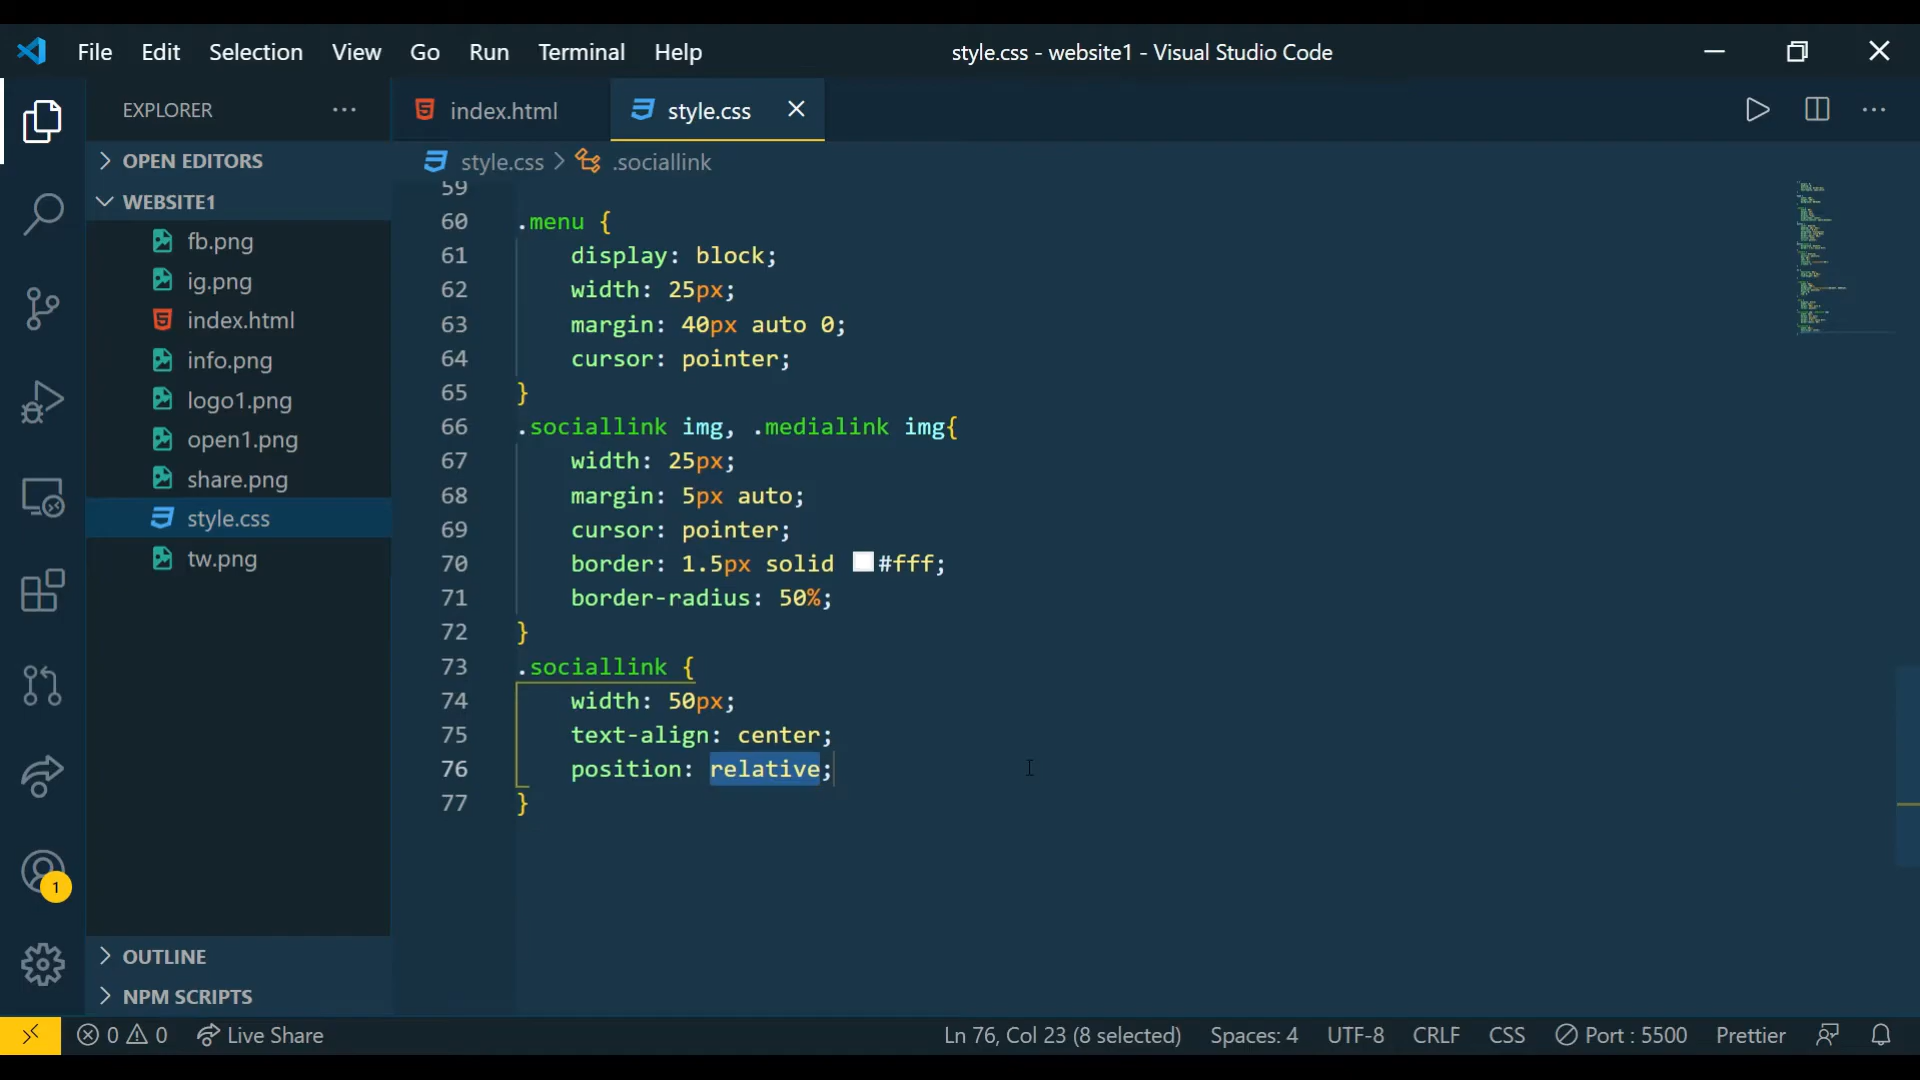 File Edit Selection View Go Run Terminal Help
style.css - website1 - Visual Studio Code
EXPLORER
OPEN EDITORS
WEBSITE1
fb.png
ig.png
index.html
info.png
logo1.png
open1.png
share.png
style.css
tw.png
OUTLINE
NPM SCRIPTS
1
index.html style.css
style.css > .sociallink
59
60 .menu {
61 display: block;
62 width: 25px;
63 margin: 40px auto 0;
64 cursor: pointer;
65 }
66 .sociallink img, .medialink img{
67 width: 25px;
68 margin: 5px auto;
69 cursor: pointer;
70 border: 1.5px solid #fff;
71 border-radius: 50%;
72 }
73 .sociallink {
74 width: 50px;
75 text-align: center;
76 position: relative;
77 }
0 0 Live Share Ln 76, Col 23 (8 selected) Spaces: 4 UTF-8 CRLF CSS Port : 5500 Prettier